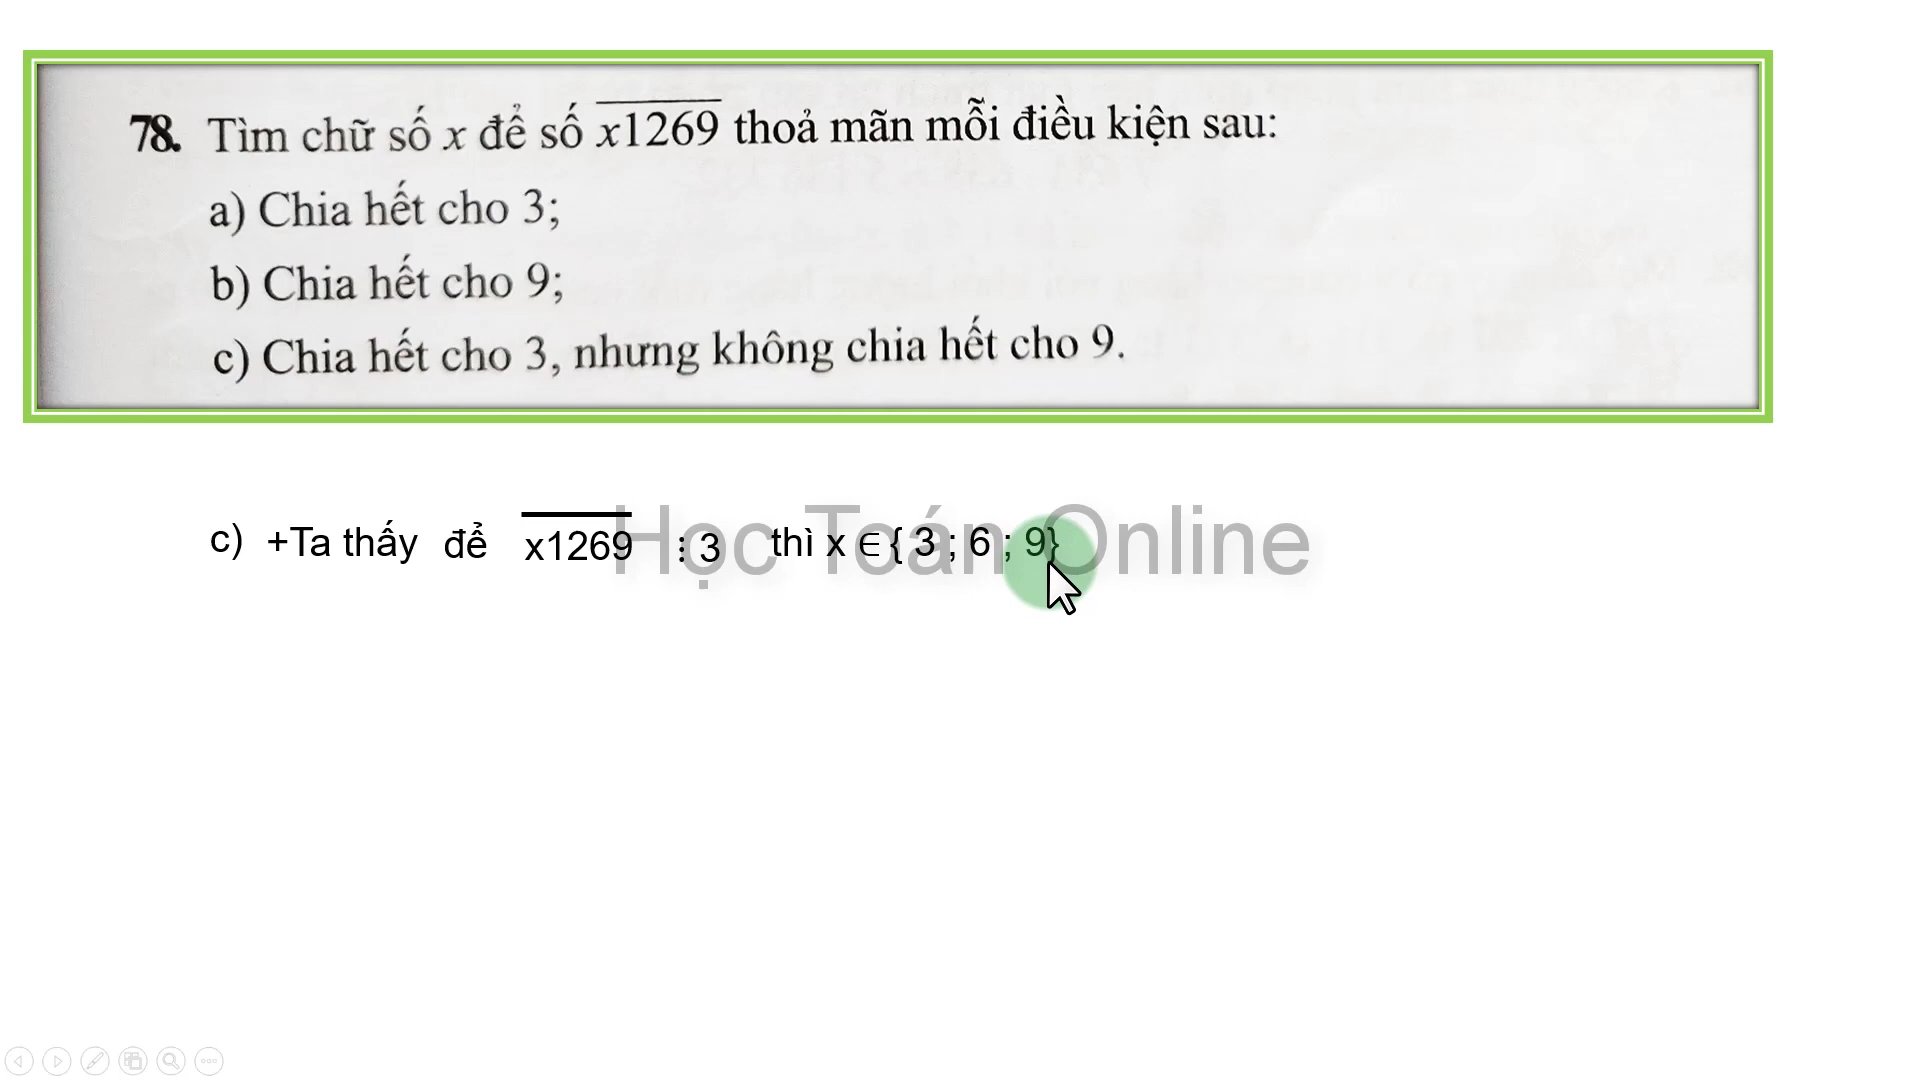 78. Tìm chữ số x để số x1269 thoả mãn mỗi điều kiện sau:
a) Chia hết cho 3;
b) Chia hết cho 9;
c) Chia hết cho 3, nhưng không chia hết cho 9.
Học Toán Online
c) +Ta thấy để x1269 ⋮ 3 thì x ∈ { 3 ; 6 ; 9}